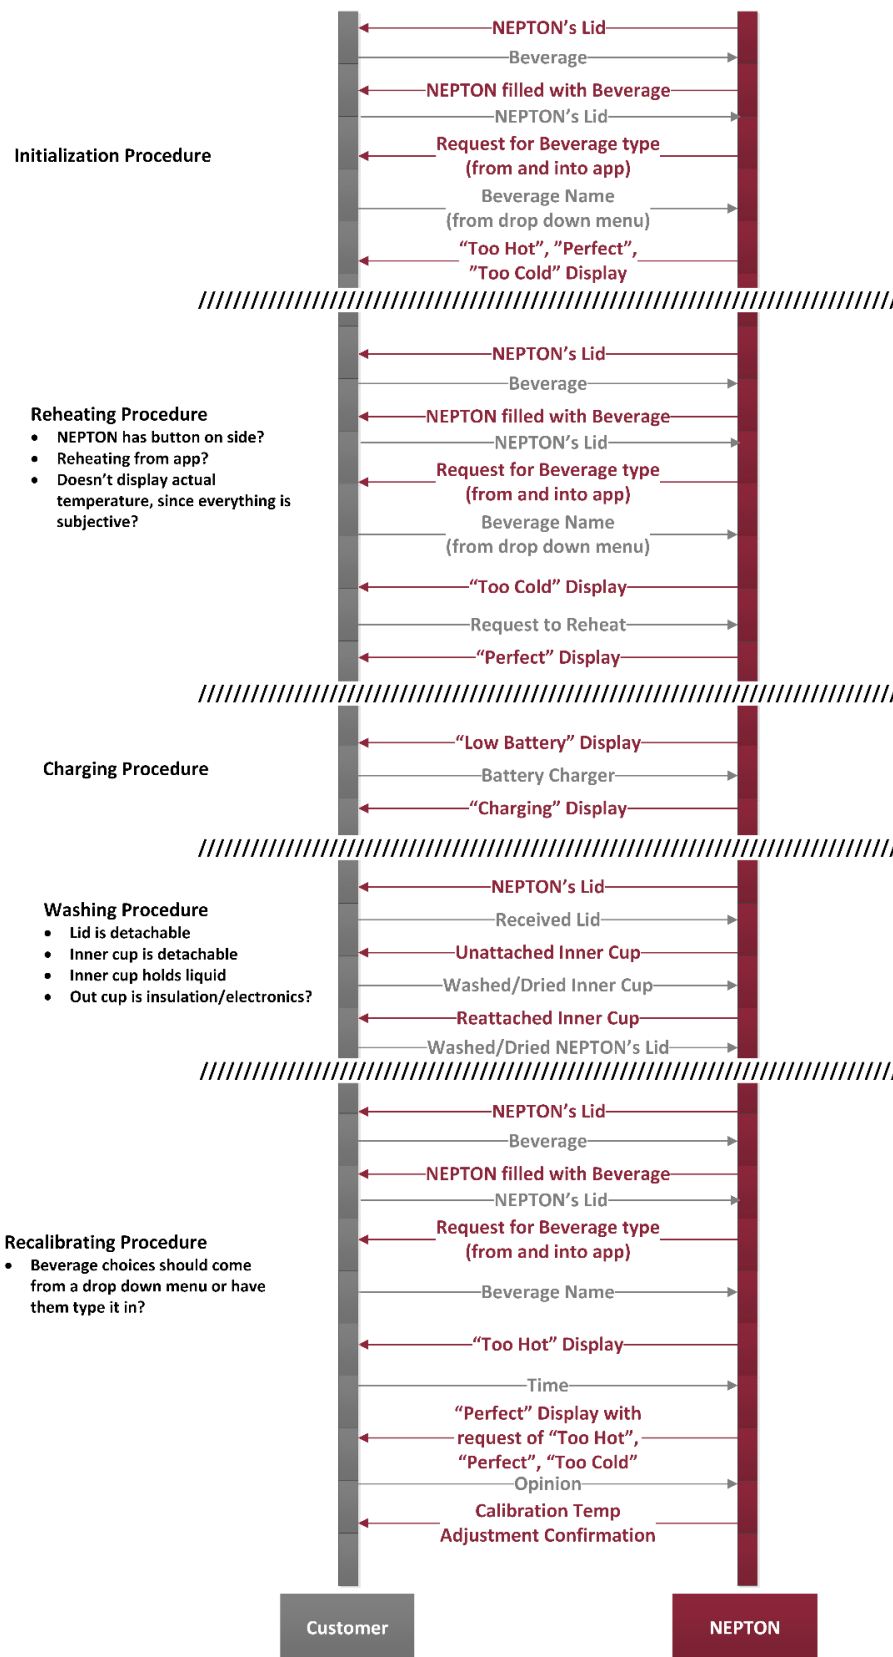 NEPTON's Lid
Beverage
NEPTON filled with Beverage
NEPTON's Lid
Initialization Procedure
Request for Beverage type
(from and into app)
Beverage Name
(from drop down menu)
“Too Hot”, ”Perfect”,
”Too Cold” Display
NEPTON's Lid
Beverage
Reheating Procedure
• NEPTON has button on side?
• Reheating from app?
• Doesn't display actual
temperature, since everything is
subjective?
NEPTON filled with Beverage
NEPTON's Lid
Request for Beverage type
(from and into app)
Beverage Name
(from drop down menu)
“Too Cold” Display
Request to Reheat
“Perfect” Display
Charging Procedure
“Low Battery” Display
Battery Charger
“Charging” Display
Washing Procedure
• Lid is detachable
• Inner cup is detachable
• Inner cup holds liquid
• Out cup is insulation/electronics?
NEPTON's Lid
Received Lid
Unattached Inner Cup
Washed/Dried Inner Cup
Reattached Inner Cup
Washed/Dried NEPTON's Lid
NEPTON's Lid
Beverage
NEPTON filled with Beverage
NEPTON's Lid
Request for Beverage type
(from and into app)
Recalibrating Procedure
• Beverage choices should come
from a drop down menu or have
them type it in?
Beverage Name
“Too Hot” Display
Time
“Perfect” Display with
request of “Too Hot”,
“Perfect”, “Too Cold”
Opinion
Calibration Temp
Adjustment Confirmation
Customer
NEPTON